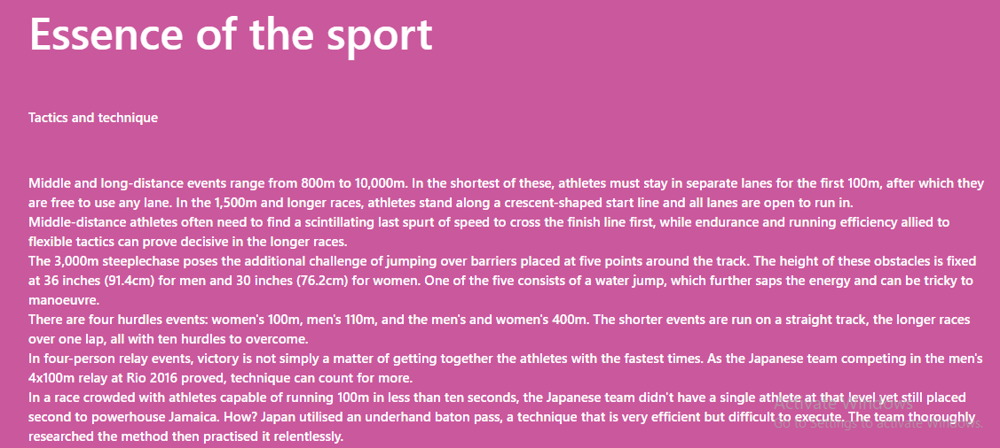 Essence of the sport
Tactics and technique
Middle and long-distance events range from 800m to 10,000m. In the shortest of these, athletes must stay in separate lanes for the first 100m, after which they
are free to use any lane. In the 1,500m and longer races, athletes stand along a crescent-shaped start line and all lanes are open to run in.
Middle-distance athletes often need to find a scintillating last spurt of speed to cross the finish line first, while endurance and running efficiency allied to
flexible tactics can prove decisive in the longer races.
The 3,000m steeplechase poses the additional challenge of jumping over barriers placed at five points around the track. The height of these obstacles is fixed
at 36 inches (91.4cm) for men and 30 inches (76.2cm) for women. One of the five consists of a water jump, which further saps the energy and can be tricky to
manoeuvre.
There are four hurdles events: women's 100m, men's 110m, and the men's and women's 400m. The shorter events are run on a straight track, the longer races
over one lap, all with ten hurdles to overcome.
In four-person relay events, victory is not simply a matter of getting together the athletes with the fastest times. As the Japanese team competing in the men's
4x100m relay at Rio 2016 proved, technique can count for more.
In a race crowded with athletes capable of running 100m in less than ten seconds, the Japanese team didn't have a single athlete at that level yet still placed
second to powerhouse Jamaica. How? Japan utilised an underhand baton pass, a technique that is very efficient but difficult to execute. The team thoroughly
researched the method then practised it relentlessly.
Activate Windows
Go to Settings to activate Windows.